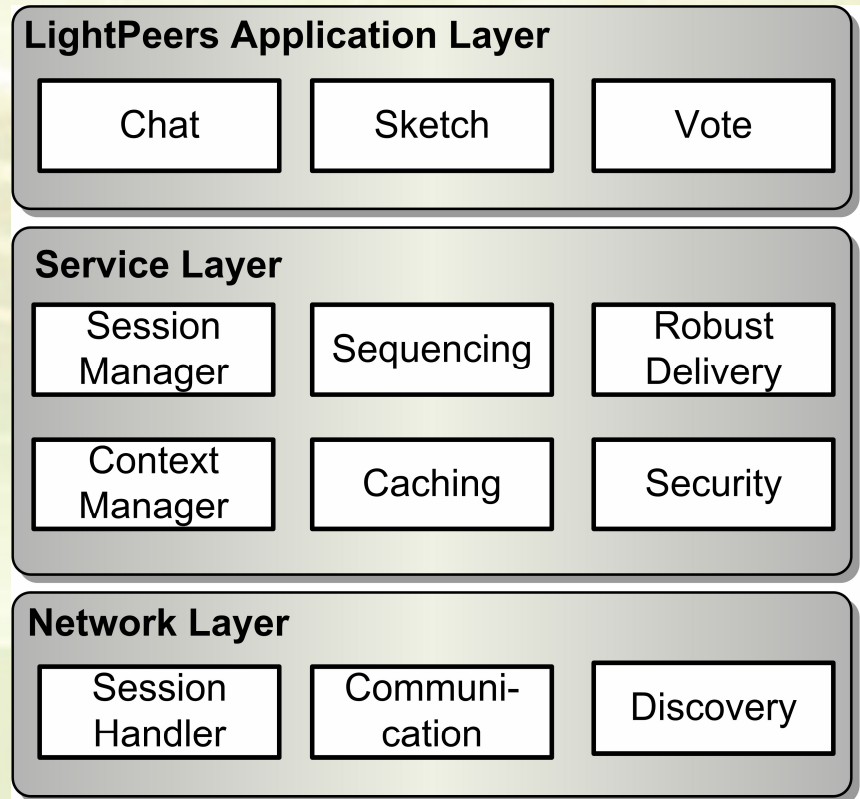 LightPeers Application Layer
Chat
Sketch
Vote
Service Layer
Session
Manager
Sequencing
Robust
Delivery
Context
Manager
Caching
Security
Network Layer
Session
Handler
Communi-
cation
Discovery